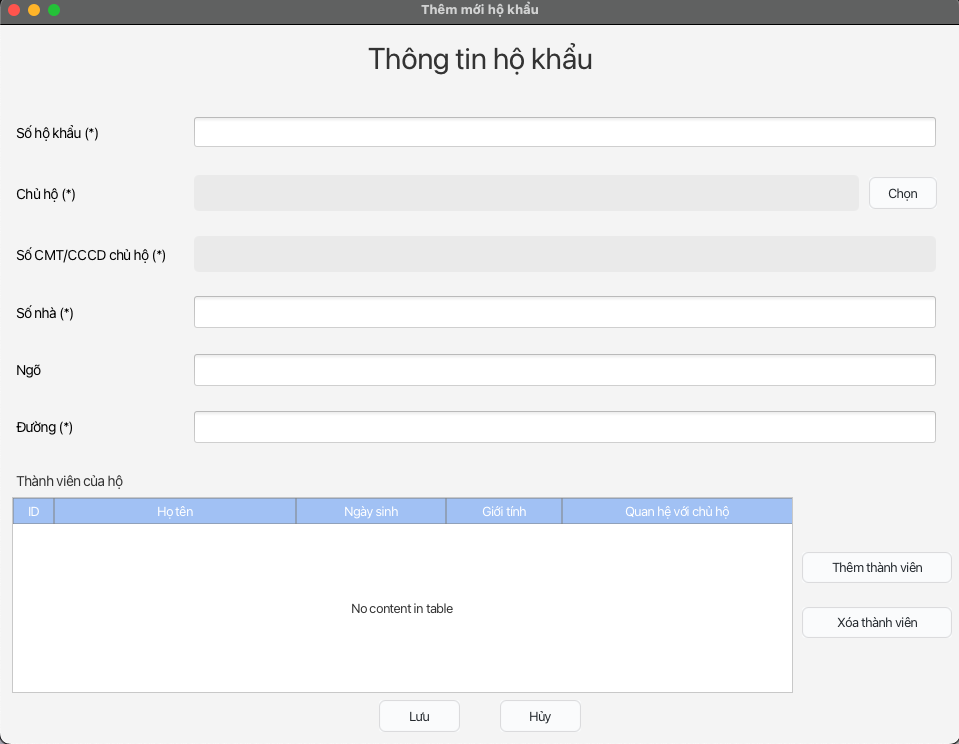 Thêm mới hộ khẩu
Thông tin hộ khẩu
Số hộ khẩu (*)
Chủ hộ (*)
Chọn
Số CMT/CCCD chủ hộ (*)
Số nhà (*)
Ngõ
Đường (*)
Thành viên của hộ
ID Họ tên Ngày sinh Giới tính Quan hệ với chủ hộ
No content in table
Thêm thành viên
Xóa thành viên
Lưu Hủy